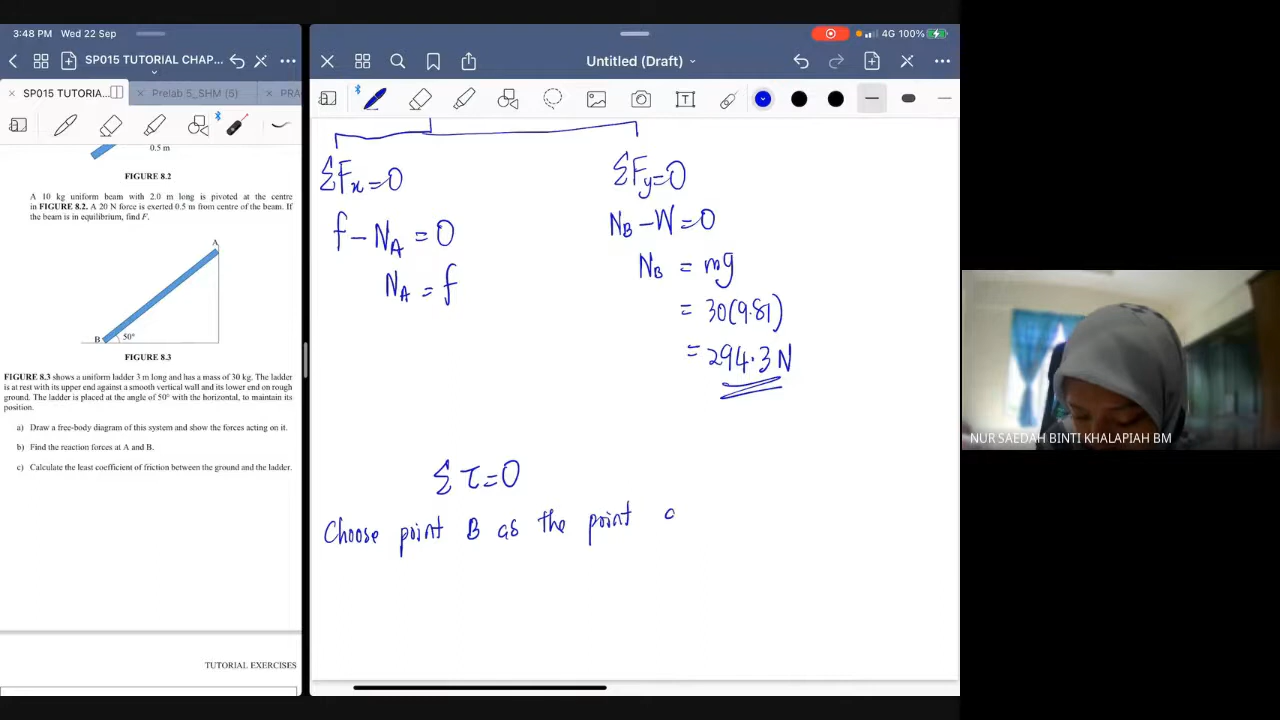 3:48 PM Wed 22 Sep
4G 100%
SP015 TUTORIAL CHAP...
Untitled (Draft)
SP015 TUTORIA...
Prelab 5_SHM (6)
PRA
0.5 m
FIGURE 8.2
A 10 kg uniform beam with 2.0 m long is pivoted at the centre
in FIGURE 8.2. A 20 N force is exerted 0.5 m from centre of the beam. If
the beam is in equilibrium, find F.
A
B
50°
FIGURE 8.3
FIGURE 8.3 shows a uniform ladder 3 m long and has a mass of 30 kg. The ladder
is at rest with its upper end against a smooth vertical wall and its lower end on rough
ground. The ladder is placed at the angle of 50° with the horizontal, to maintain its
position.
a) Draw a free-body diagram of this system and show the forces acting on it.
b) Find the reaction forces at A and B.
c) Calculate the least coefficient of friction between the ground and the ladder.
TUTORIAL EXERCISES
ΣFx=0
f-NA=0
NA=f
ΣFy=0
NB-W=0
NB=mg
=30(9.81)
=294.3N
Στ=0
Choose point B as the point
NUR SAEDAH BINTI KHALAPIAH BM